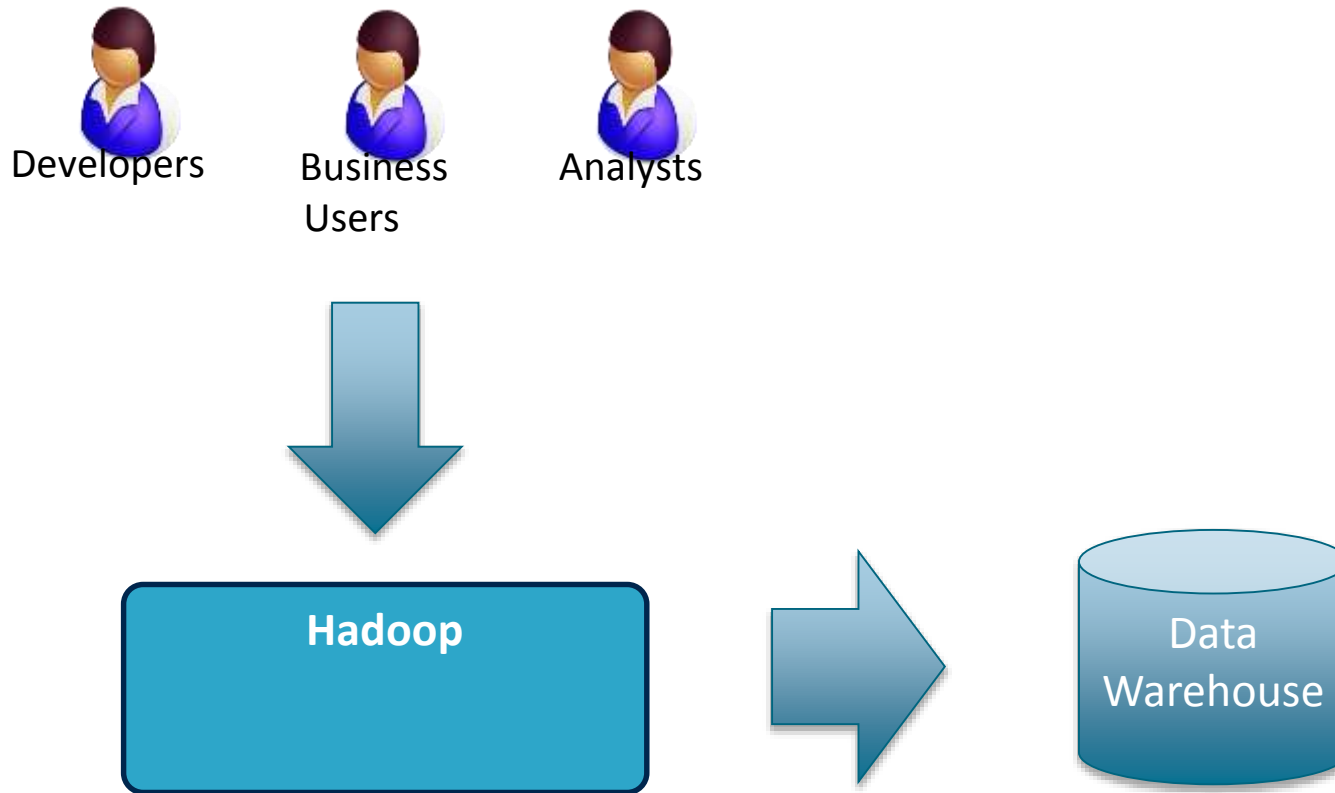 Developers
Business
Users
Analysts
Hadoop
Data
Warehouse